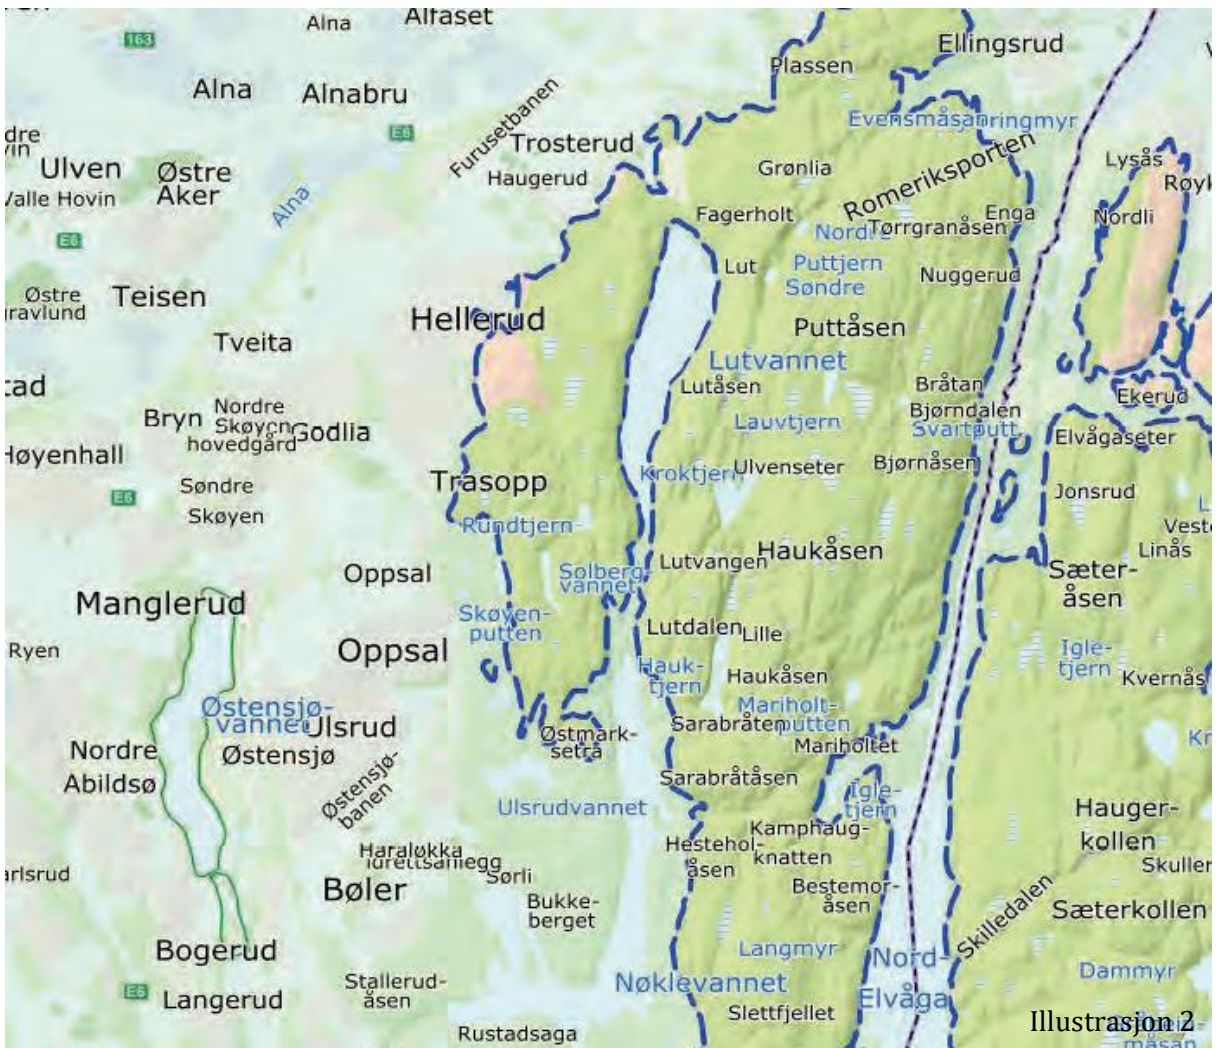 Alna
Alfaset
163
Ellingsrud
Plassen
Alna
Alnabru
E6
Furusetbanen
Evensmåsan
ringmyr
Trosterud
Romeriksporten
Lysås
Ulven
Østre
Aker
Haugerud
Grønlia
Valle Hovin
Alna
Fagerholt
Enga
Nordli
E6
Nordre
Tørrgranåsen
Puttjern
Søndre
Lut
Nuggerud
Østre
gravlund
Teisen
Hellerud
Puttåsen
Tveita
Lutvannet
Lutåsen
Bråtan
Ekerud
Bryn
Nordre
Skøyen
hovedgård
Godlia
Lauvtjern
Bjørndalen
Svartputt
Elvågaseter
Høyenhall
Kroktjern
Ulvenseter
Bjørnåsen
Trasopp
Søndre
Skøyen
E6
Jonsrud
Rundtjern
Linås
Haukåsen
Lutvangen
Oppsal
Solberg
vannet
Sæter-
åsen
Manglerud
Skøyen-
putten
Lutdalen
Lille
Haukåsen
Ryen
Oppsal
Hauk-
tjern
Igle-
tjern
Kvernås
Østensjø-
vannet
Ulsrud
Mariholt-
putten
Sarabråten
Østmark-
setra
Mariholtet
Nordre
Abildsø
Østensjø
Østensjø-
banen
Sarabråtåsen
Igle-
tjern
Ulsrudvannet
Hauger-
kollen
Kamphaug-
knatten
Hestehol-
åsen
Haraløkka
idrettsanlegg
Sørli
Bøler
Bestemor-
åsen
Bukke-
berget
Skilledalen
Sæterkollen
Bogerud
Langmyr
Nord-
Elvåga
Dammyr
E6
Langerud
Stallerud-
åsen
Nøklevannet
Slettfjellet
Rustadsaga
Illustrasjon 2